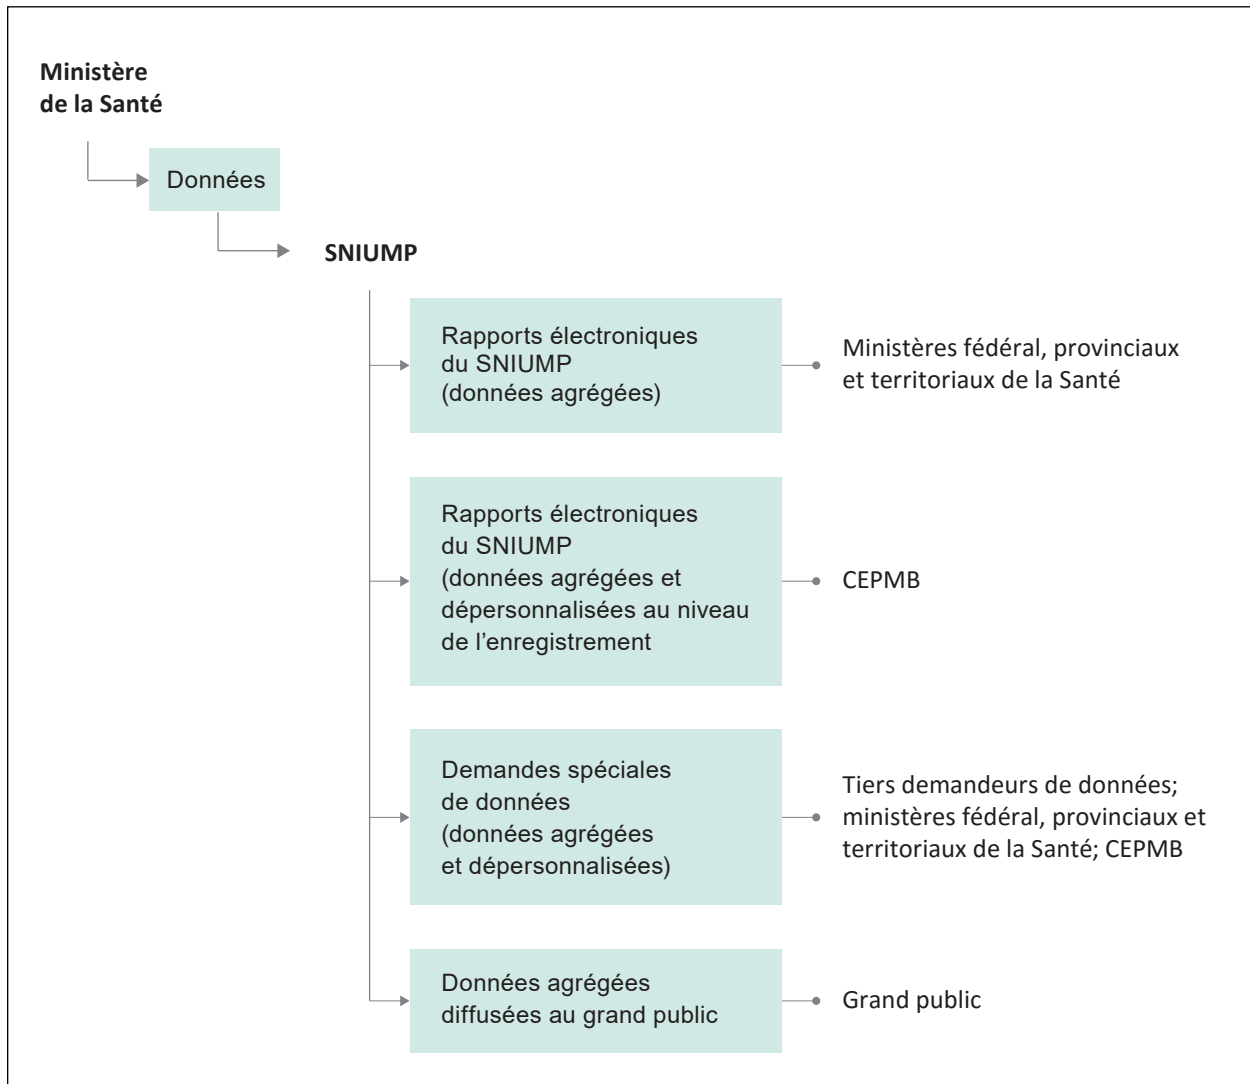 Ministère
de la Santé
Données
SNIUMP
Rapports électroniques
du SNIUMP
(données agrégées)
Ministères fédéral, provinciaux
et territoriaux de la Santé
Rapports électroniques
du SNIUMP
(données agrégées et
dépersonnalisées au niveau
de l’enregistrement
CEPMB
Demandes spéciales
de données
(données agrégées
et dépersonnalisées)
Tiers demandeurs de données;
ministères fédéral, provinciaux et
territoriaux de la Santé; CEPMB
Données agrégées
diffusées au grand public
Grand public